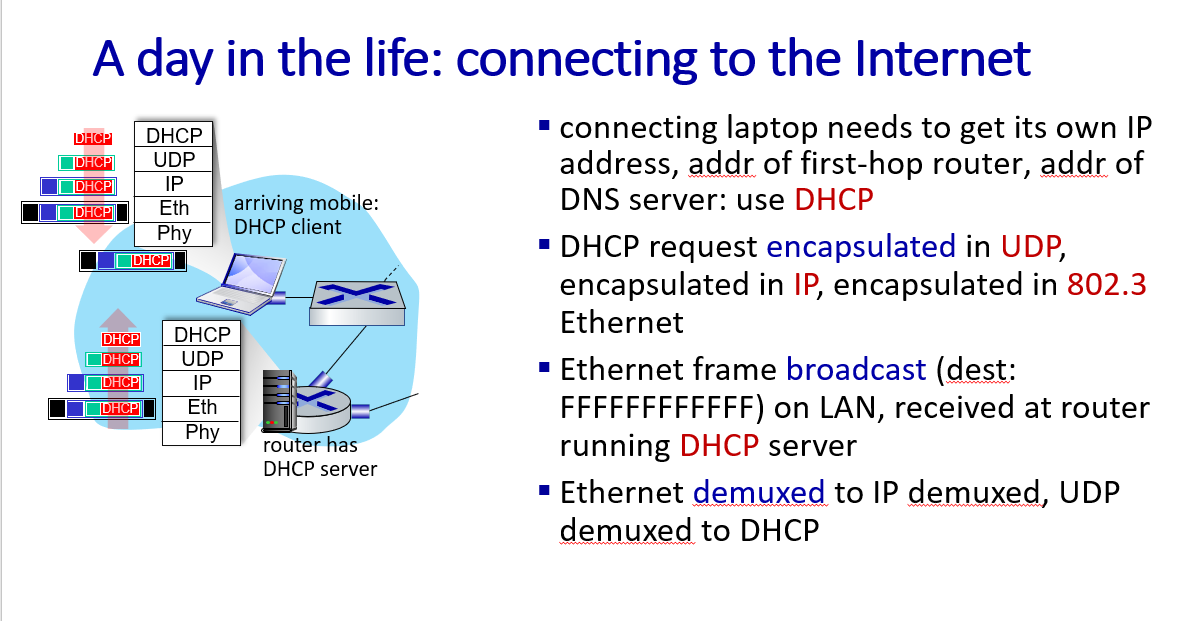 A day in the life: connecting to the Internet
DHCP
DHCP
DHCP
DHCP
DHCP
DHCP
UDP
IP
Eth
Phy
arriving mobile:
DHCP client
DHCP
DHCP
DHCP
DHCP
DHCP
UDP
IP
Eth
Phy
router has
DHCP server
connecting laptop needs to get its own IP
address, addr of first-hop router, addr of
DNS server: use DHCP
DHCP request encapsulated in UDP,
encapsulated in IP, encapsulated in 802.3
Ethernet
Ethernet frame broadcast (dest:
FFFFFFFFFFFF) on LAN, received at router
running DHCP server
Ethernet demuxed to IP demuxed, UDP
demuxed to DHCP